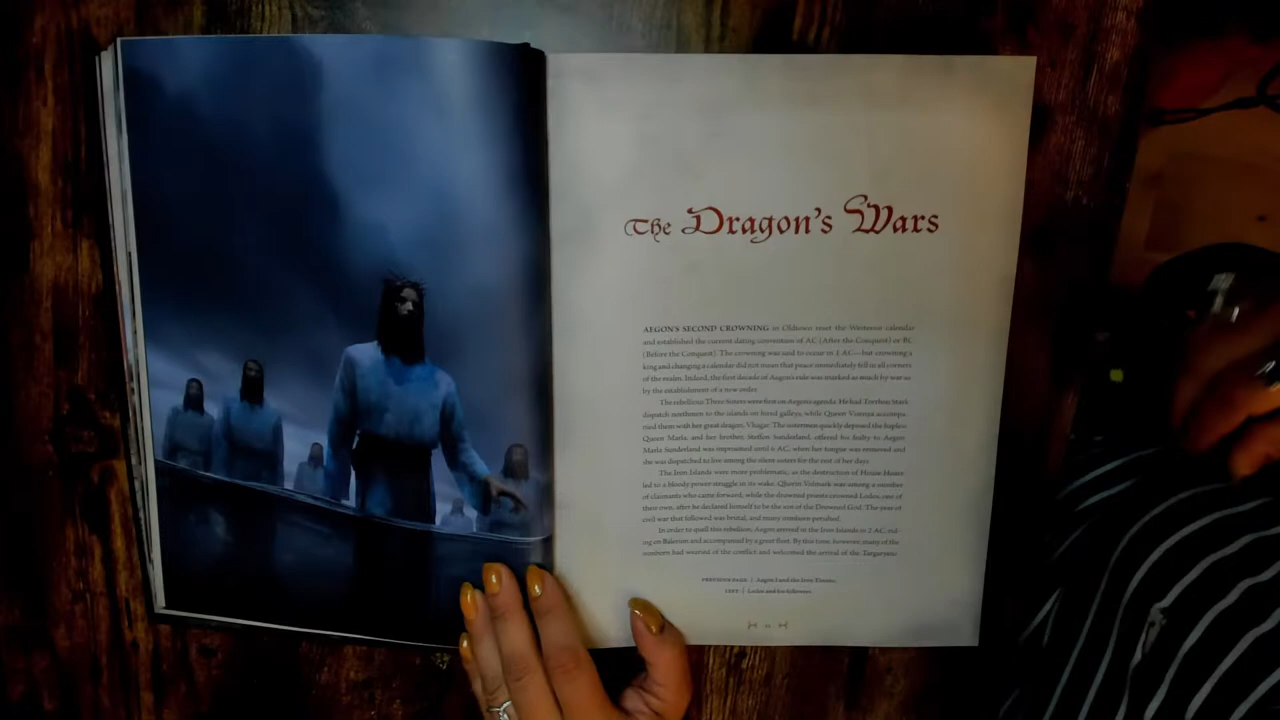 The Dragon's Wars
AEGON'S SECOND CROWNING in Oldtown reset the Westerosi calendar
and established the current dating convention of AC (After the Conquest) or BC
(Before the Conquest). The crowning was said to occur in 1 AC—but crowning a
king and changing a calendar did not mean that peace immediately fell in all corners
of the realm. Indeed, the first decade of Aegon's rule was marked as much by war as
by the establishment of a new order.
The rebellious Three Sisters were first on Aegon's agenda. He had Torrhen Stark
dispatch northmen to the islands on hired galleys, while Queen Visenya accompa-
nied them with her great dragon, Vhagar. The sistermen quickly deposed the hapless
Queen Marla, and her brother, Steffon Sunderland, offered his fealty to Aegon.
Marla Sunderland was imprisoned until 6 AC, when her tongue was removed and
she was dispatched to live among the silent sisters for the rest of her days.
The Iron Islands were more problematic, as the destruction of House Hoare
led to a bloody power struggle in its wake. Qhorin Volmark was among a number
of claimants who came forward, while the drowned priests crowned Lodos, one of
their own, after he declared himself to be the son of the Drowned God. The year of
civil war that followed was brutal, and many ironborn perished.
In order to quell this rebellion, Aegon arrived at the Iron Islands in 2 AC, rid-
ing on Balerion and accompanied by a great fleet. By this time, however, many of the
ironborn had wearied of the conflict and welcomed the arrival of the Targaryen
PREVIOUS PAGE | Aegon I and the Iron Throne.
LEFT | Lodos and his followers.